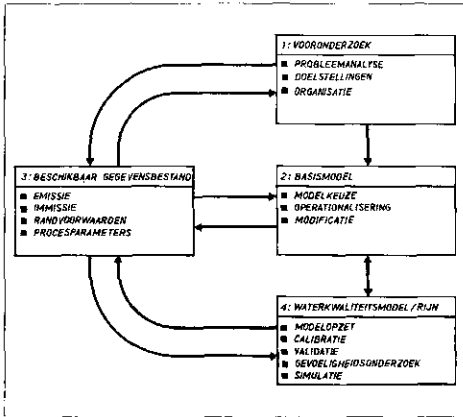 1: VOORONDERZOEK
PROBLEEMANALYSE
DOELSTELLINGEN
ORGANISATIE
3: BESCHIKBAAR GEGEVENSBESTAND
EMISSIE
IMMISSIE
RANDVOORWAARDEN
PROCESPARAMETERS
2: BASISMODEL
MODELKEUZE
OPERATIONALISERING
MODIFICATIE
4: WATERKWALITEITSMODEL/RIJN
MODELOPZET
CALIBRATIE
VALIDATIE
GEVOELIGHEIDSONDERZOEK
SIMULATIE